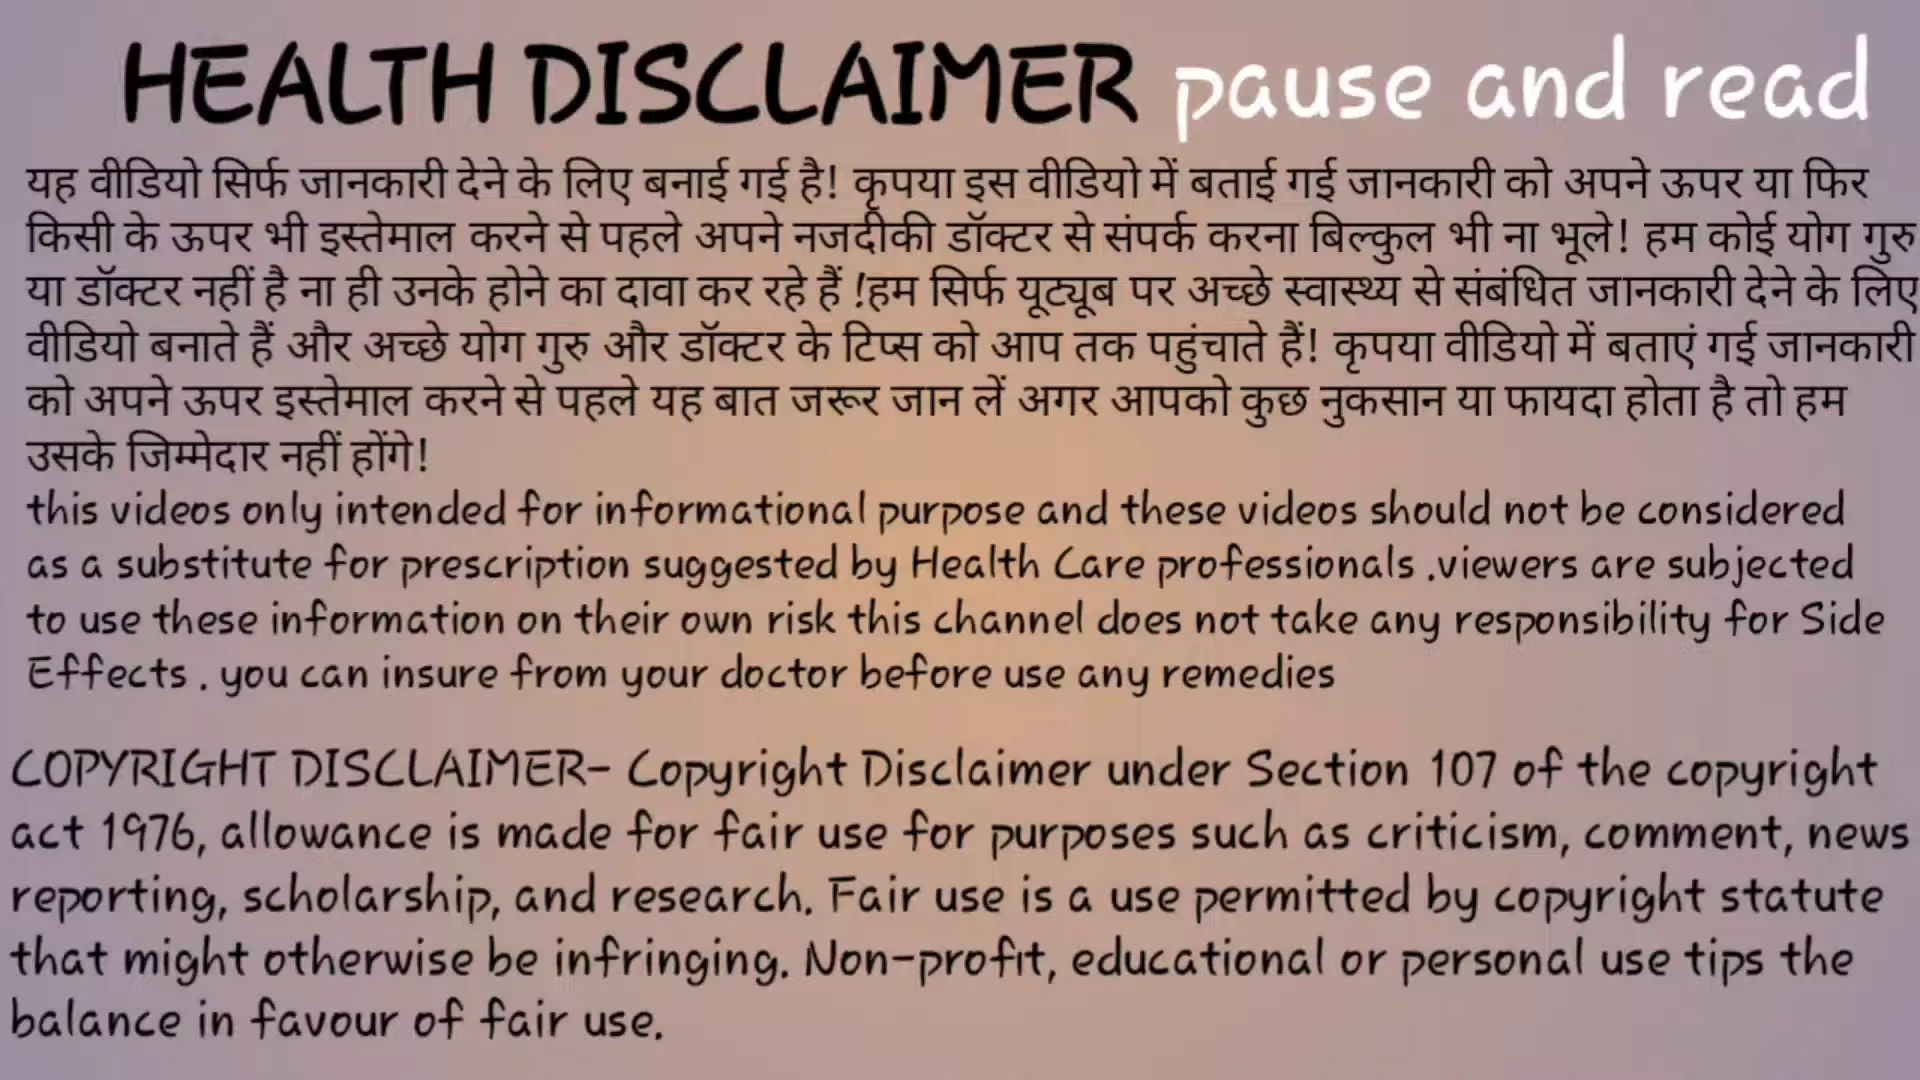 HEALTH DISCLAIMER pause and read
यह वीडियो सिर्फ जानकारी देने के लिए बनाई गई है! कृपया इस वीडियो में बताई गई जानकारी को अपने ऊपर या फिर
किसी के ऊपर भी इस्तेमाल करने से पहले अपने नजदीकी डॉक्टर से संपर्क करना बिल्कुल भी ना भूले! हम कोई योग गुरु
या डॉक्टर नहीं है ना ही उनके होने का दावा कर रहे हैं !हम सिर्फ यूट्यूब पर अच्छे स्वास्थ्य से संबंधित जानकारी देने के लिए
वीडियो बनाते हैं और अच्छे योग गुरु और डॉक्टर के टिप्स को आप तक पहुंचाते हैं! कृपया वीडियो में बताएं गई जानकारी
को अपने ऊपर इस्तेमाल करने से पहले यह बात जरूर जान लें अगर आपको कुछ नुकसान या फायदा होता है तो हम
उसके जिम्मेदार नहीं होंगे!
this videos only intended for informational purpose and these videos should not be considered
as a substitute for prescription suggested by Health Care professionals .viewers are subjected
to use these information on their own risk this channel does not take any responsibility for Side
Effects . you can insure from your doctor before use any remedies
COPYRIGHT DISCLAIMER- Copyright Disclaimer under Section 107 of the copyright
act 1976, allowance is made for fair use for purposes such as criticism, comment, news
reporting, scholarship, and research. Fair use is a use permitted by copyright statute
that might otherwise be infringing. Non-profit, educational or personal use tips the
balance in favour of fair use.